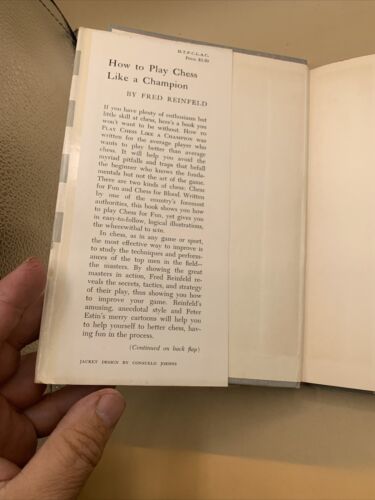 H.T.P.C.L.A.C.
How to Play Chess
Like a Champion
BY FRED REINFELD
If you have plenty of enthusiasm but
little skill at chess, here's a book you
won't want to be without. HOW TO
PLAY CHESS LIKE A CHAMPION was
written for the average player who
wants to play better than average
chess. It will help you avoid the
myriad pitfalls and traps that befall
the beginner who knows the funda-
mentals but not the art of the game.
There are two kinds of chess: Chess
for Fun and Chess for Blood. Written
by one of the country's foremost
authorities, this book shows you how
to play Chess for Fun, yet gives you
in easy-to-follow, logical illustrations,
the wherewithal to win.
In chess, as in any game or sport,
the most effective way to improve is
to study the techniques and perform-
ances of the top men in the field—
the masters. By showing the great
masters in action, Fred Reinfeld re-
veals the secrets, tactics, and strategy
of their play, thus showing you how
to improve your game. Reinfeld's
amusing, anecdotal style and Peter
Estin's merry cartoons will help you
to help yourself to better chess, hav-
ing fun in the process.
(Continued on back flap)
JACKET DESIGN BY CONSUELO JOERNS